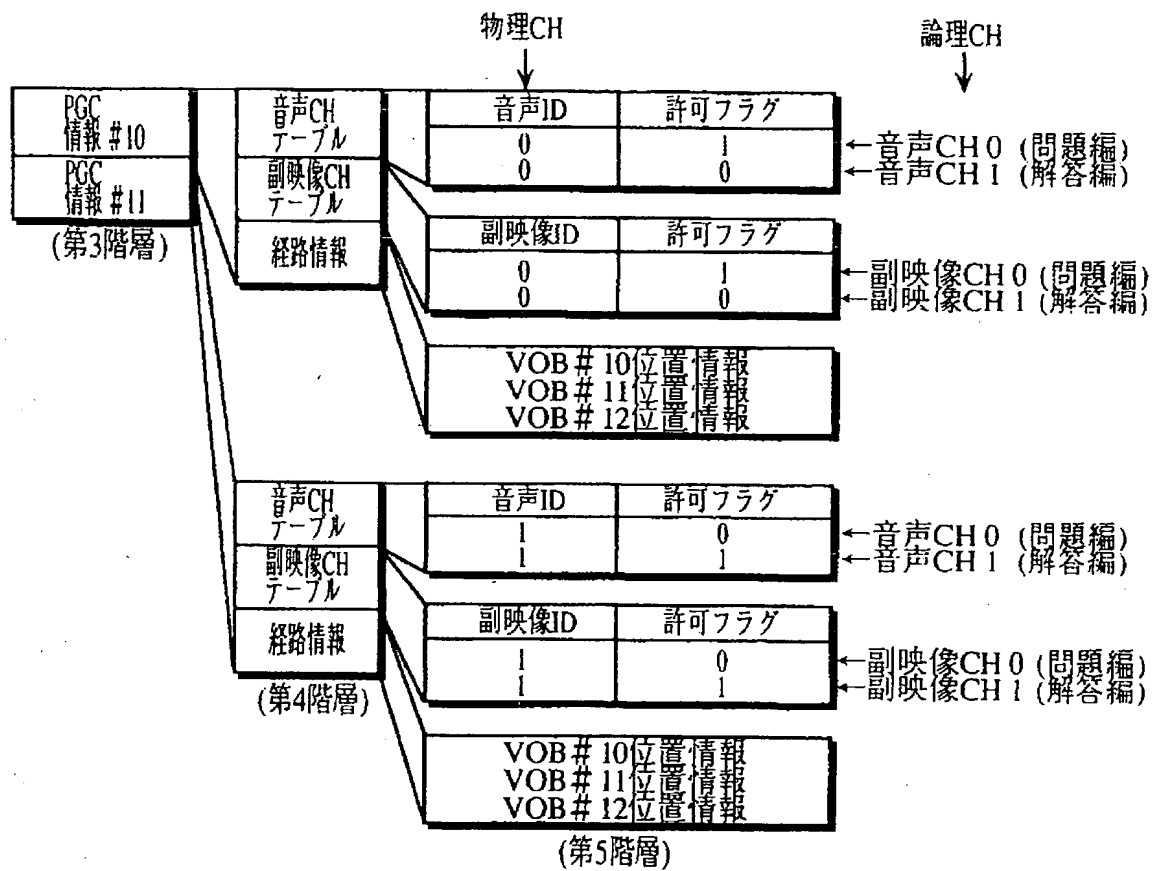 物理CH
論理CH
PGC
情報 #10
PGC
情報 #11
(第3階層)
音声CH
テーブル
副映像CH
テーブル
経路情報
音声ID 許可フラグ
0 1 ←音声CH 0 (問題編)
0 0 ←音声CH 1 (解答編)
副映像ID 許可フラグ
0 1 ←副映像CH 0 (問題編)
0 0 ←副映像CH 1 (解答編)
VOB# 10位置情報
VOB# 11位置情報
VOB# 12位置情報
音声CH
テーブル
副映像CH
テーブル
経路情報
(第4階層)
音声ID 許可フラグ
1 0 ←音声CH 0 (問題編)
1 1 ←音声CH 1 (解答編)
副映像ID 許可フラグ
1 0 ←副映像CH 0 (問題編)
1 1 ←副映像CH 1 (解答編)
VOB# 10位置情報
VOB# 11位置情報
VOB# 12位置情報
(第5階層)